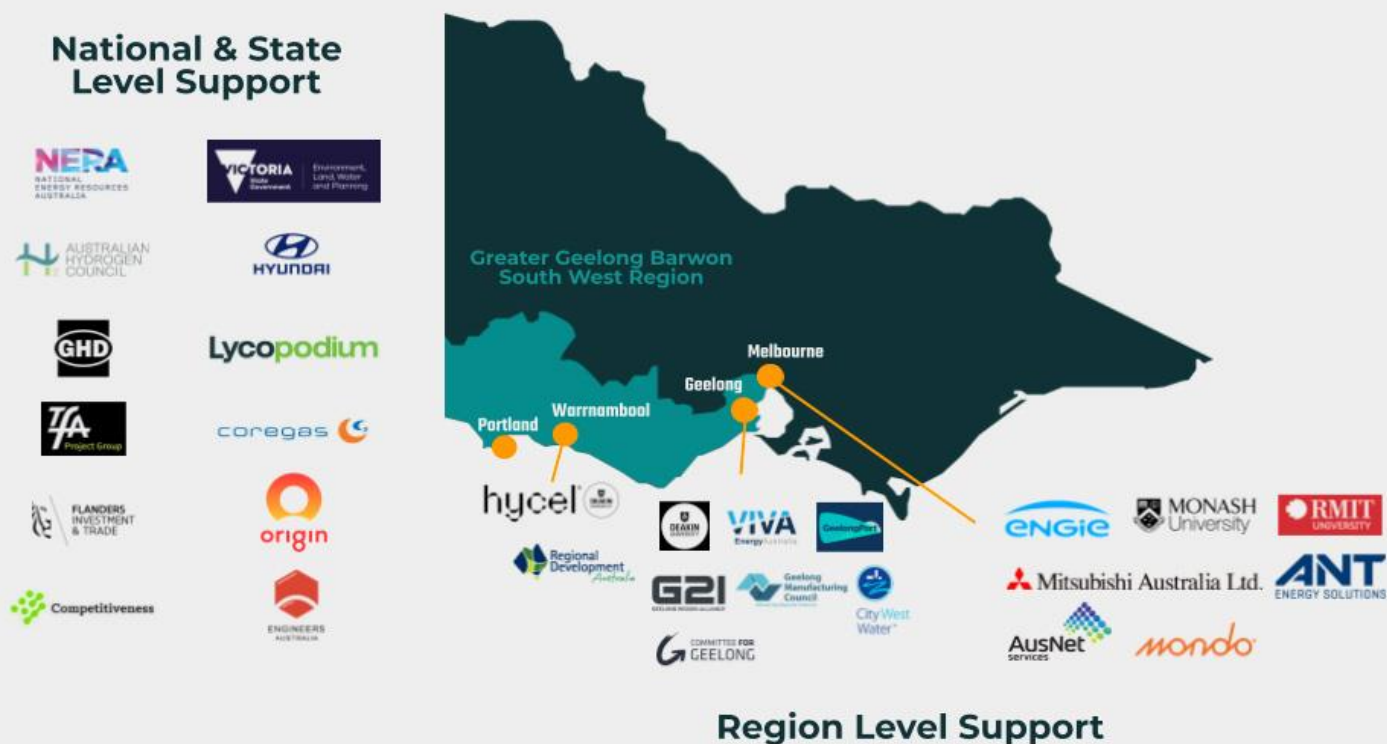 National & State
Level Support
NERA
NATIONAL
ENERGY RESOURCES
AUSTRALIA
VICTORIA
State
Government
Environment,
Land, Water
and Planning
AUSTRALIAN
HYDROGEN
COUNCIL
H2
HYUNDAI
GHD
Lycopodium
TFA
Project Group
coregas
FLANDERS
INVESTMENT
& TRADE
origin
Competitiveness
ENGINEERS
AUSTRALIA
Greater Geelong Barwon
South West Region
Melbourne
Geelong
Warrnambool
Portland
hycel
DEAKIN
UNIVERSITY
Regional
Development
Australia
DEAKIN
UNIVERSITY
VIVA
Energy Australia
GeelongPort
G21
GEELONG REGION ALLIANCE
Geelong
Manufacturing
Council
City West
Water™
COMMITTEE FOR
GEELONG
ENGIE
MONASH
University
RMIT
UNIVERSITY
Mitsubishi Australia Ltd.
ANT
ENERGY SOLUTIONS
AusNet
services
mondo
Region Level Support